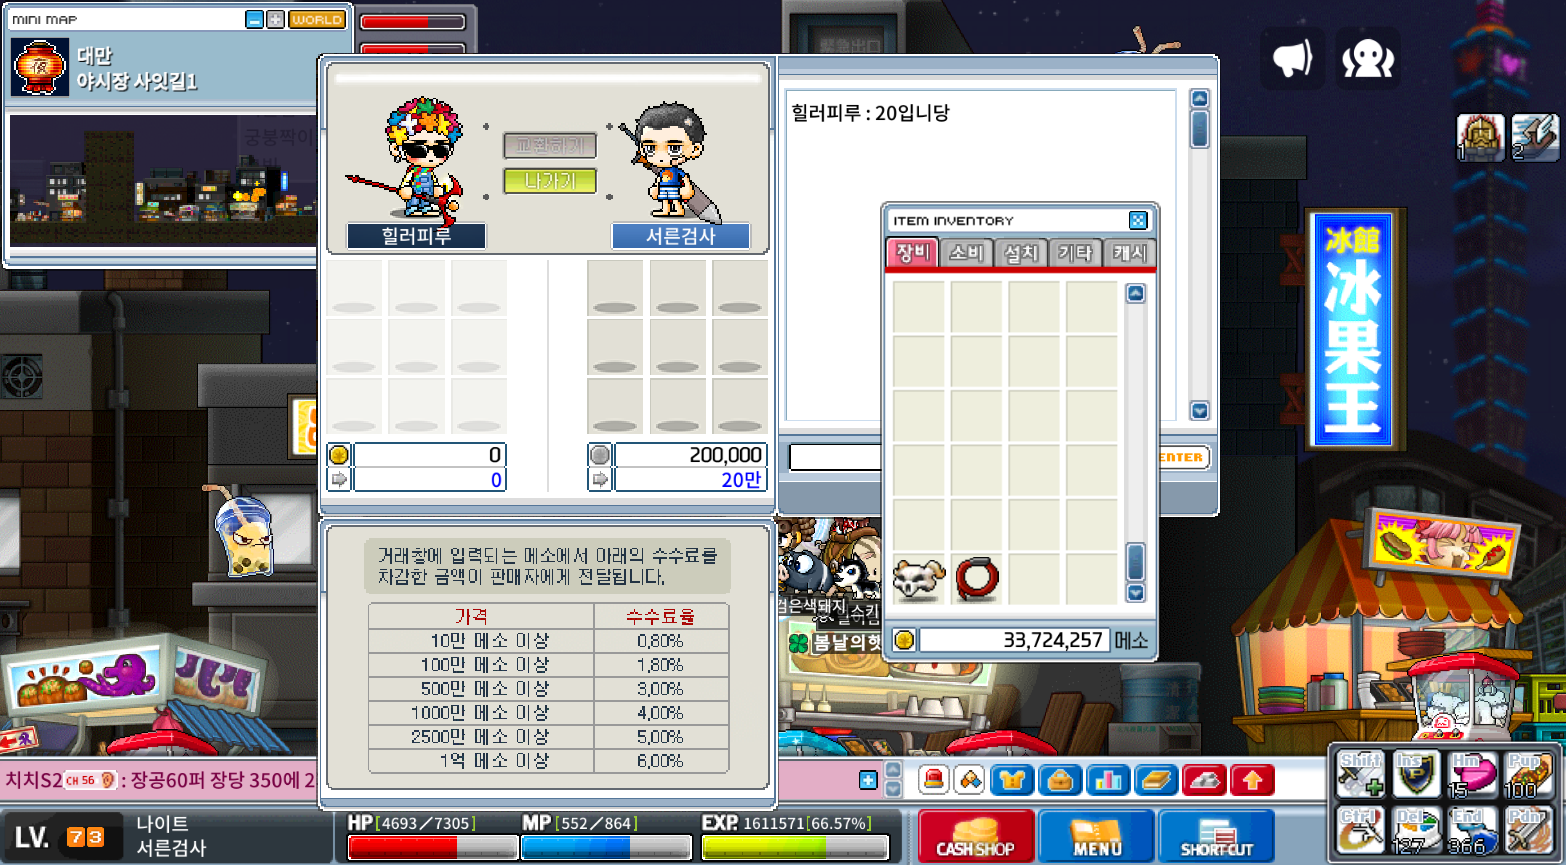 MINI MAP
WORLD
대만
야시장 사잇길1
궁붕짝이
緊急出口
교환하기
나가기
힐러피루
서른검사
힐러피루 : 20입니당
ITEM INVENTORY
장비
소비
설치
기타
캐시
0
200,000
0
20만
ENTER
33,724,257 메소
거래창에 입력되는 메소에서 아래의 수수료를
차감한 금액이 판매자에게 전달됩니다.
가격 수수료율
10만 메소 이상 0.80%
100만 메소 이상 1.80%
500만 메소 이상 3.00%
1000만 메소 이상 4.00%
2500만 메소 이상 5.00%
1억 메소 이상 6.00%
1
2
冰館
冰果王
검은색돼지
봄날의햇
치치S2 CH 56 : 장공60퍼 장당 350에 2
LV. 73
나이트
서른검사
HP[4693/7305]
MP[552/864]
EXP. 1611571[66.57%]
CASH SHOP
MENU
SHORT CUT
Shift
Ins
Hm
15
Pup
100
Ctrl
Del
127
End
366
Pdn